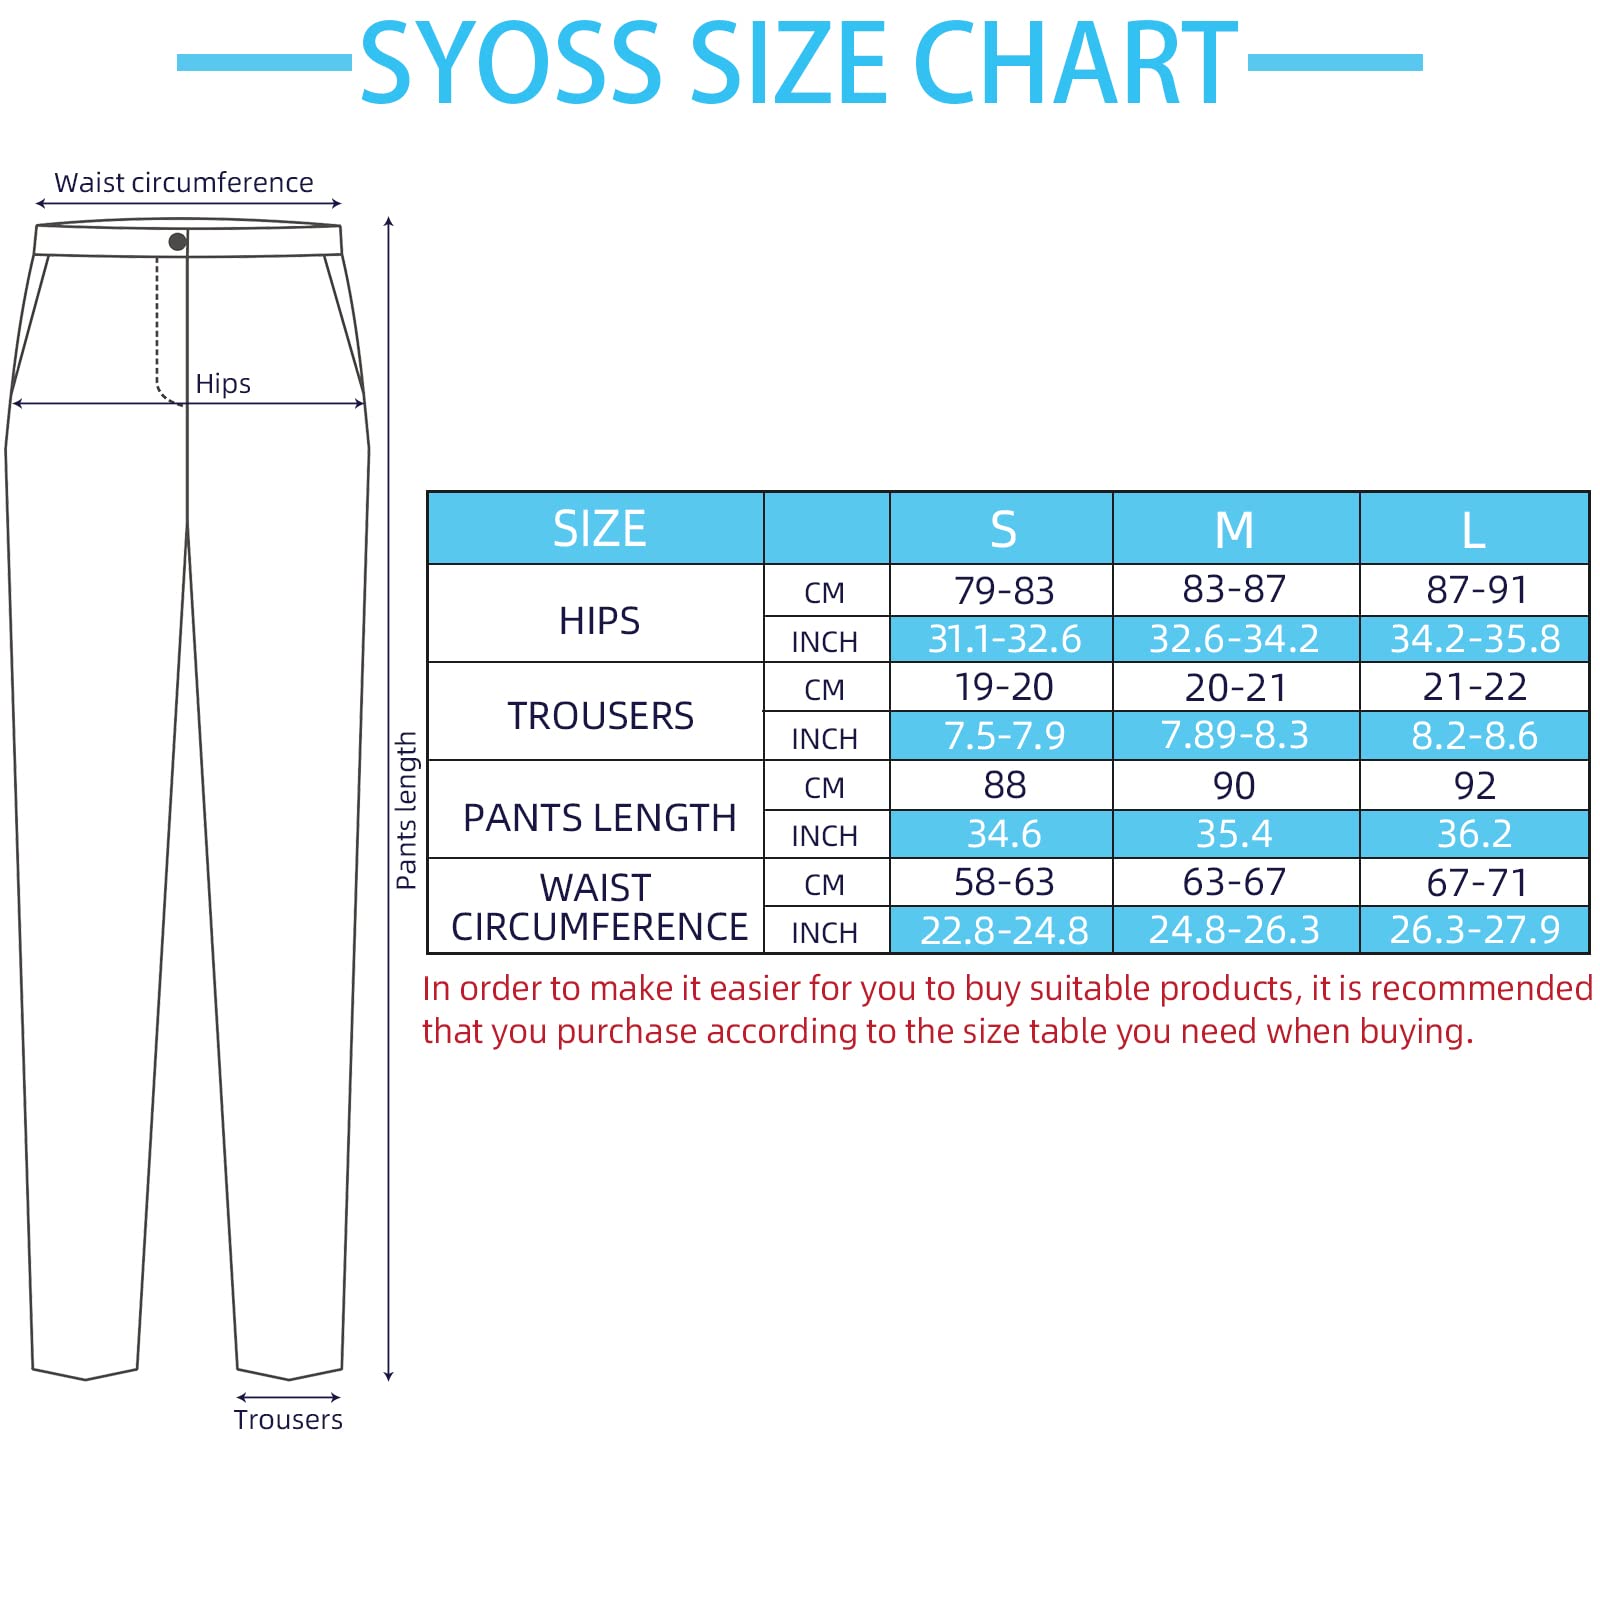 SYOSS SIZE CHART
Waist circumference
Hips
Pants length
Trousers
SIZE S M L
HIPS CM 79-83 83-87 87-91
INCH 31.1-32.6 32.6-34.2 34.2-35.8
TROUSERS CM 19-20 20-21 21-22
INCH 7.5-7.9 7.89-8.3 8.2-8.6
PANTS LENGTH CM 88 90 92
INCH 34.6 35.4 36.2
WAIST CIRCUMFERENCE CM 58-63 63-67 67-71
INCH 22.8-24.8 24.8-26.3 26.3-27.9
In order to make it easier for you to buy suitable products, it is recommended
that you purchase according to the size table you need when buying.